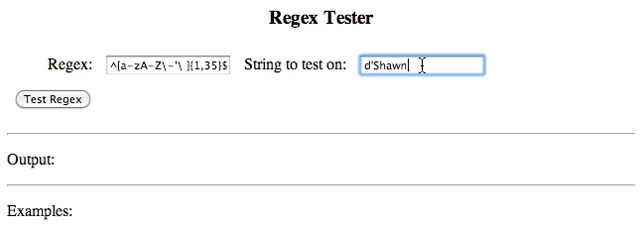 Regex Tester
Regex: ^[a-zA-Z\-'\ ]{1,35}$ String to test on: d'Shawn
Test Regex
Output:
Examples: